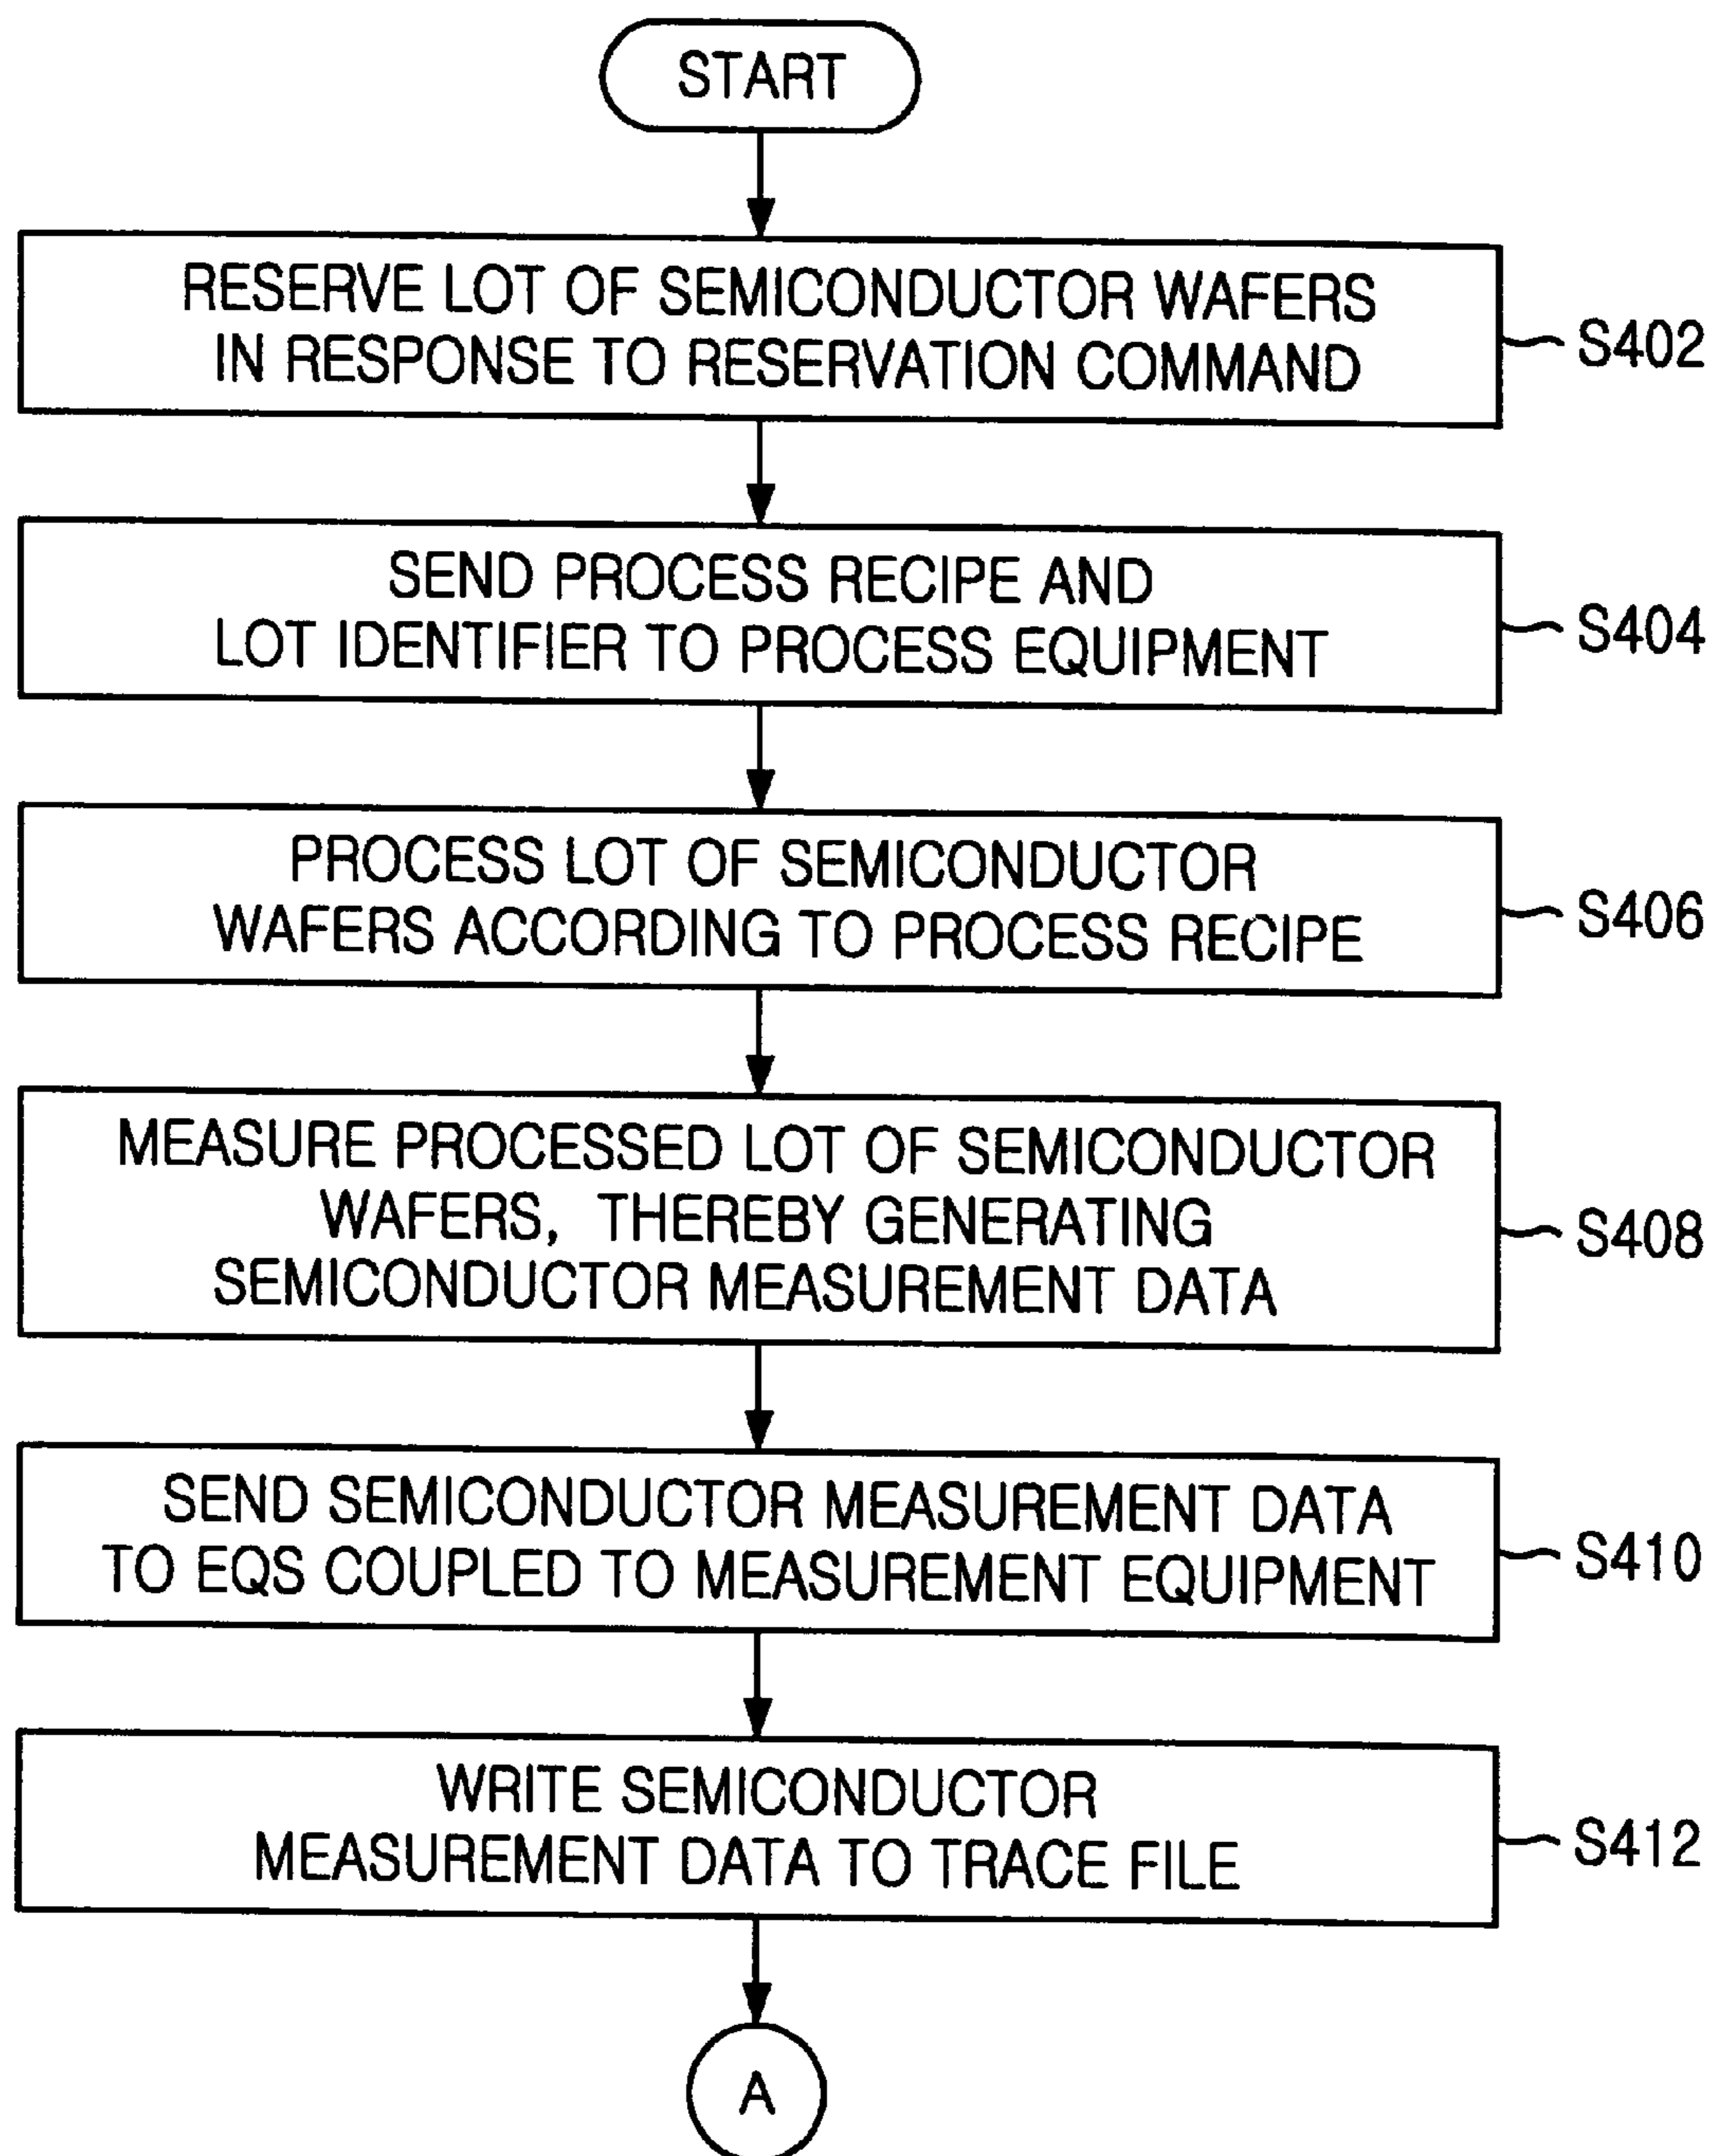 START
RESERVE LOT OF SEMICONDUCTOR WAFERS
IN RESPONSE TO RESERVATION COMMAND
S402
SEND PROCESS RECIPE AND
LOT IDENTIFIER TO PROCESS EQUIPMENT
S404
PROCESS LOT OF SEMICONDUCTOR
WAFERS ACCORDING TO PROCESS RECIPE
S406
MEASURE PROCESSED LOT OF SEMICONDUCTOR
WAFERS, THEREBY GENERATING
SEMICONDUCTOR MEASUREMENT DATA
S408
SEND SEMICONDUCTOR MEASUREMENT DATA
TO EQS COUPLED TO MEASUREMENT EQUIPMENT
S410
WRITE SEMICONDUCTOR
MEASUREMENT DATA TO TRACE FILE
S412
A